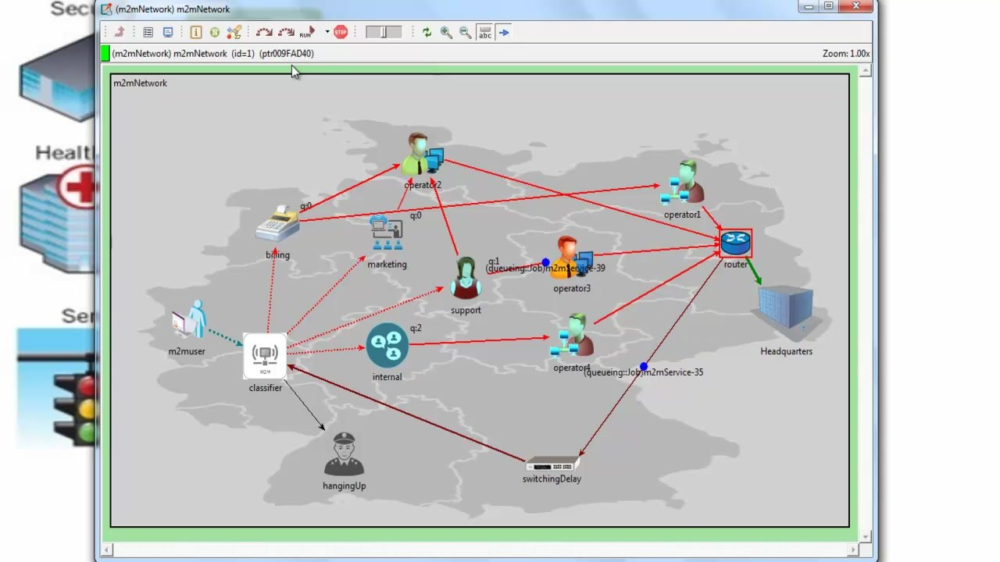 Sec
(m2mNetwork) m2mNetwork
RUN
STOP
abc
(m2mNetwork) m2mNetwork (id=1) (ptr009FAD40)
Zoom: 1.00x
m2mNetwork
Healt
operator2
operator1
q:0
q:0
billing
marketing
q:1
(queueing::Job)m2mService-39
router
operator3
support
Ser
m2muser
q:2
Headquarters
operator4
(queueing::Job)m2mService-35
internal
M2M
classifier
switchingDelay
hangingUp